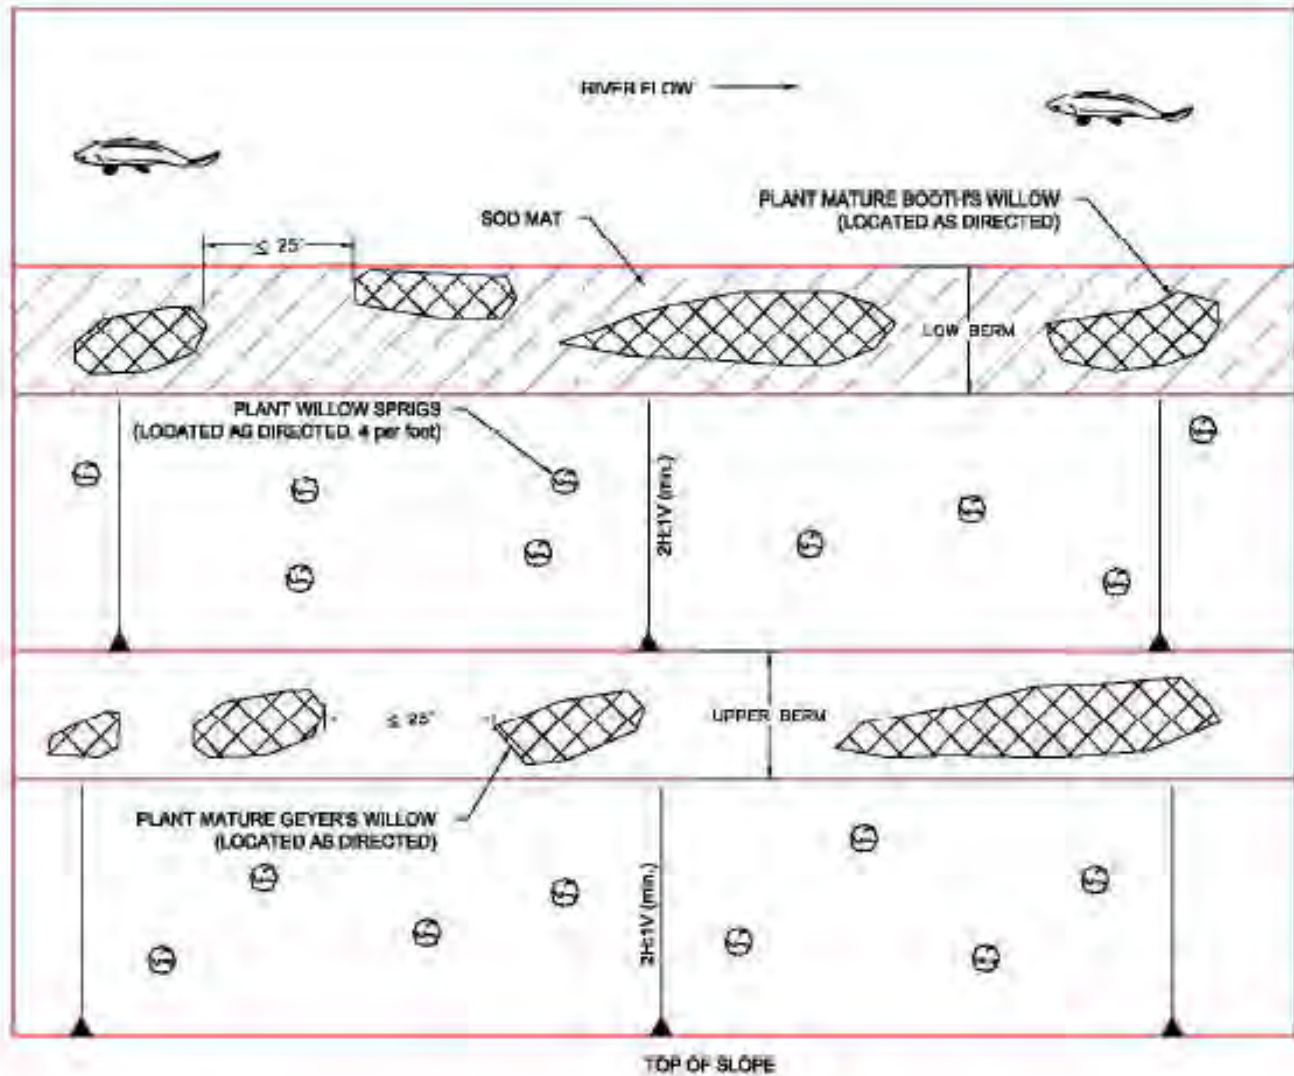 RIVER FLOW
PLANT MATURE BOOTH'S WILLOW
(LOCATED AS DIRECTED)
SOD MAT
≤ 25'
LOW BERM
PLANT WILLOW SPRIGS
(LOCATED AS DIRECTED, 4 per foot)
2H:1V (min.)
≤ 25'
UPPER BERM
PLANT MATURE GEYER'S WILLOW
(LOCATED AS DIRECTED)
2H:1V (min.)
TOP OF SLOPE